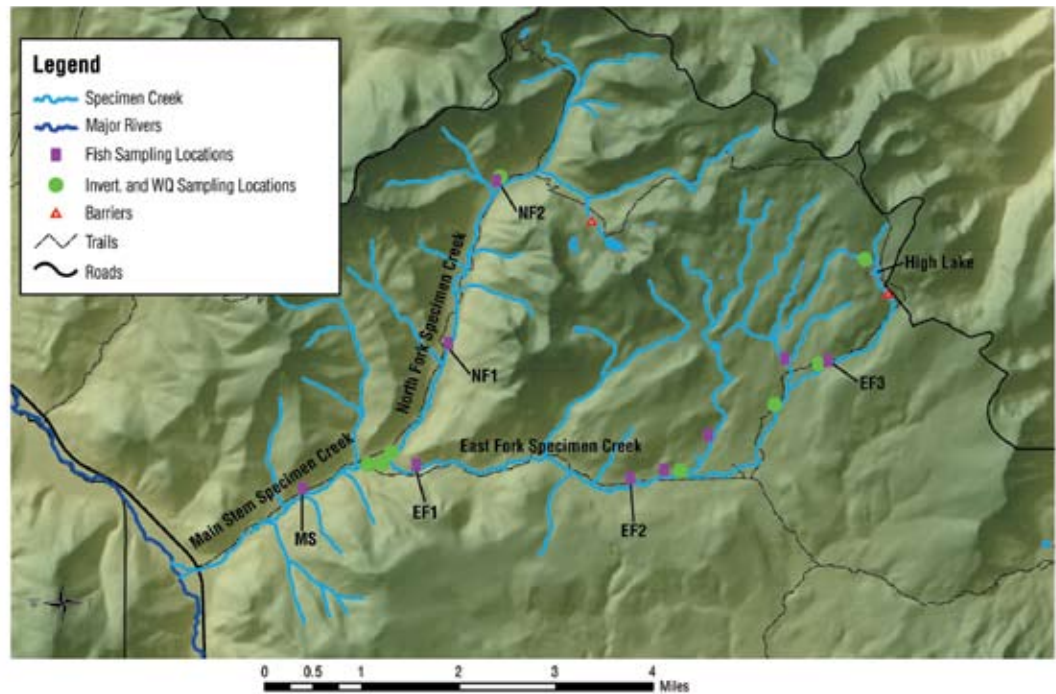 Legend
Specimen Creek
Major Rivers
Fish Sampling Locations
Invert. and WQ Sampling Locations
Barriers
Trails
Roads
NF2
High Lake
North Fork Specimen Creek
NF1
EF3
East Fork Specimen Creek
Main Stem Specimen Creek
EF1
EF2
MS
0 0.5 1 2 3 4
Miles